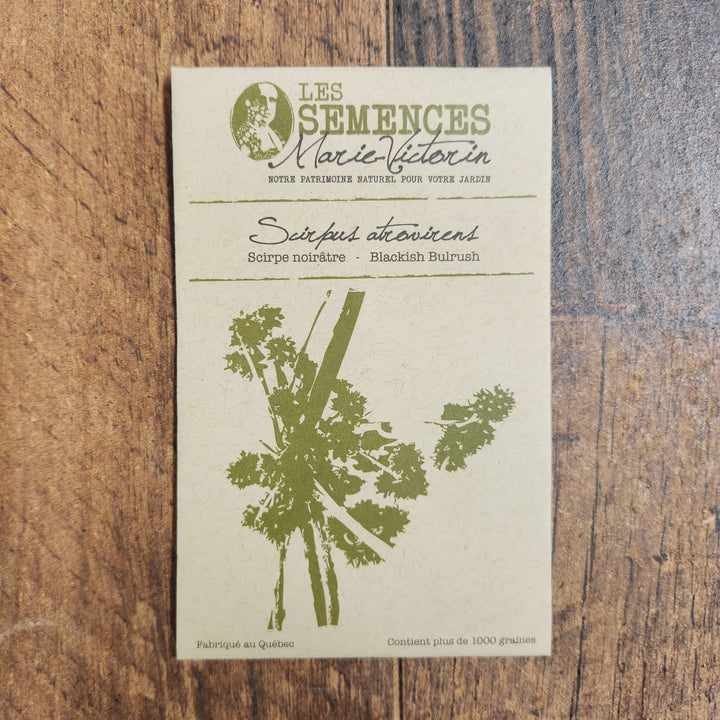 LES
SEMENCES
Marie-Victorin
NOTRE PATRIMOINE NATUREL POUR VOTRE JARDIN
Scirpus atrovirens
Scirpe noirâtre - Blackish Bulrush
Fabriqué au Québec
Contient plus de 1000 graines